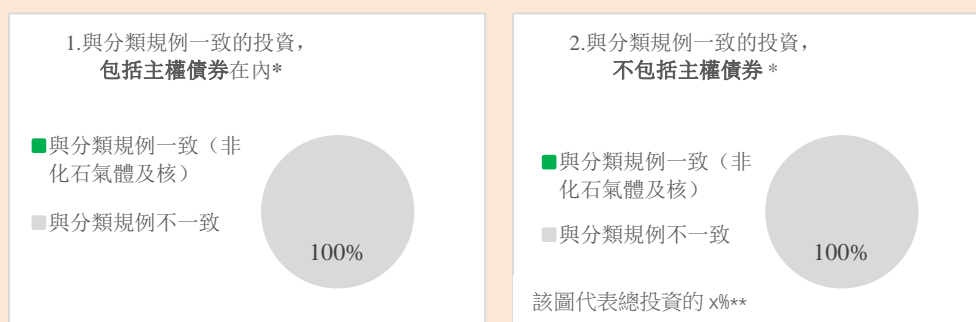 1.與分類規例一致的投資，
包括主權債券在內*
與分類規例一致（非
化石氣體及核）
與分類規例不一致
100%
2.與分類規例一致的投資，
不包括主權債券 *
與分類規例一致（非
化石氣體及核）
與分類規例不一致
100%
該圖代表總投資的 x%**